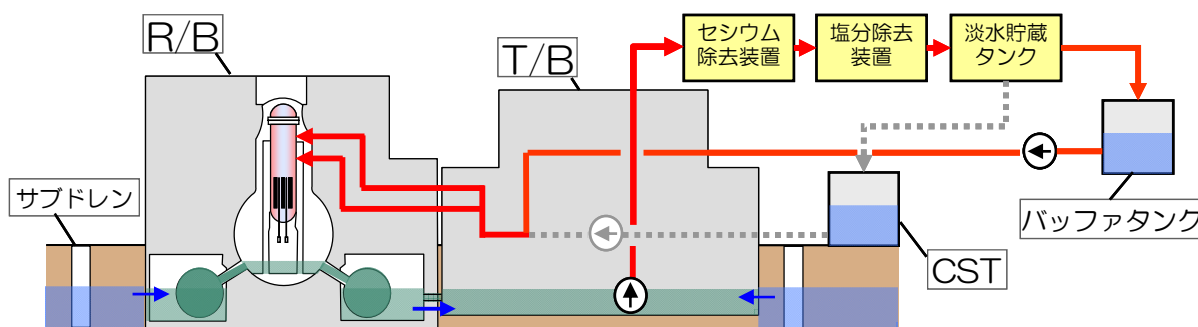 R/B
T/B
セシウム
除去装置
塩分除去
装置
淡水貯蔵
タンク
サブドレン
バッファタンク
CST